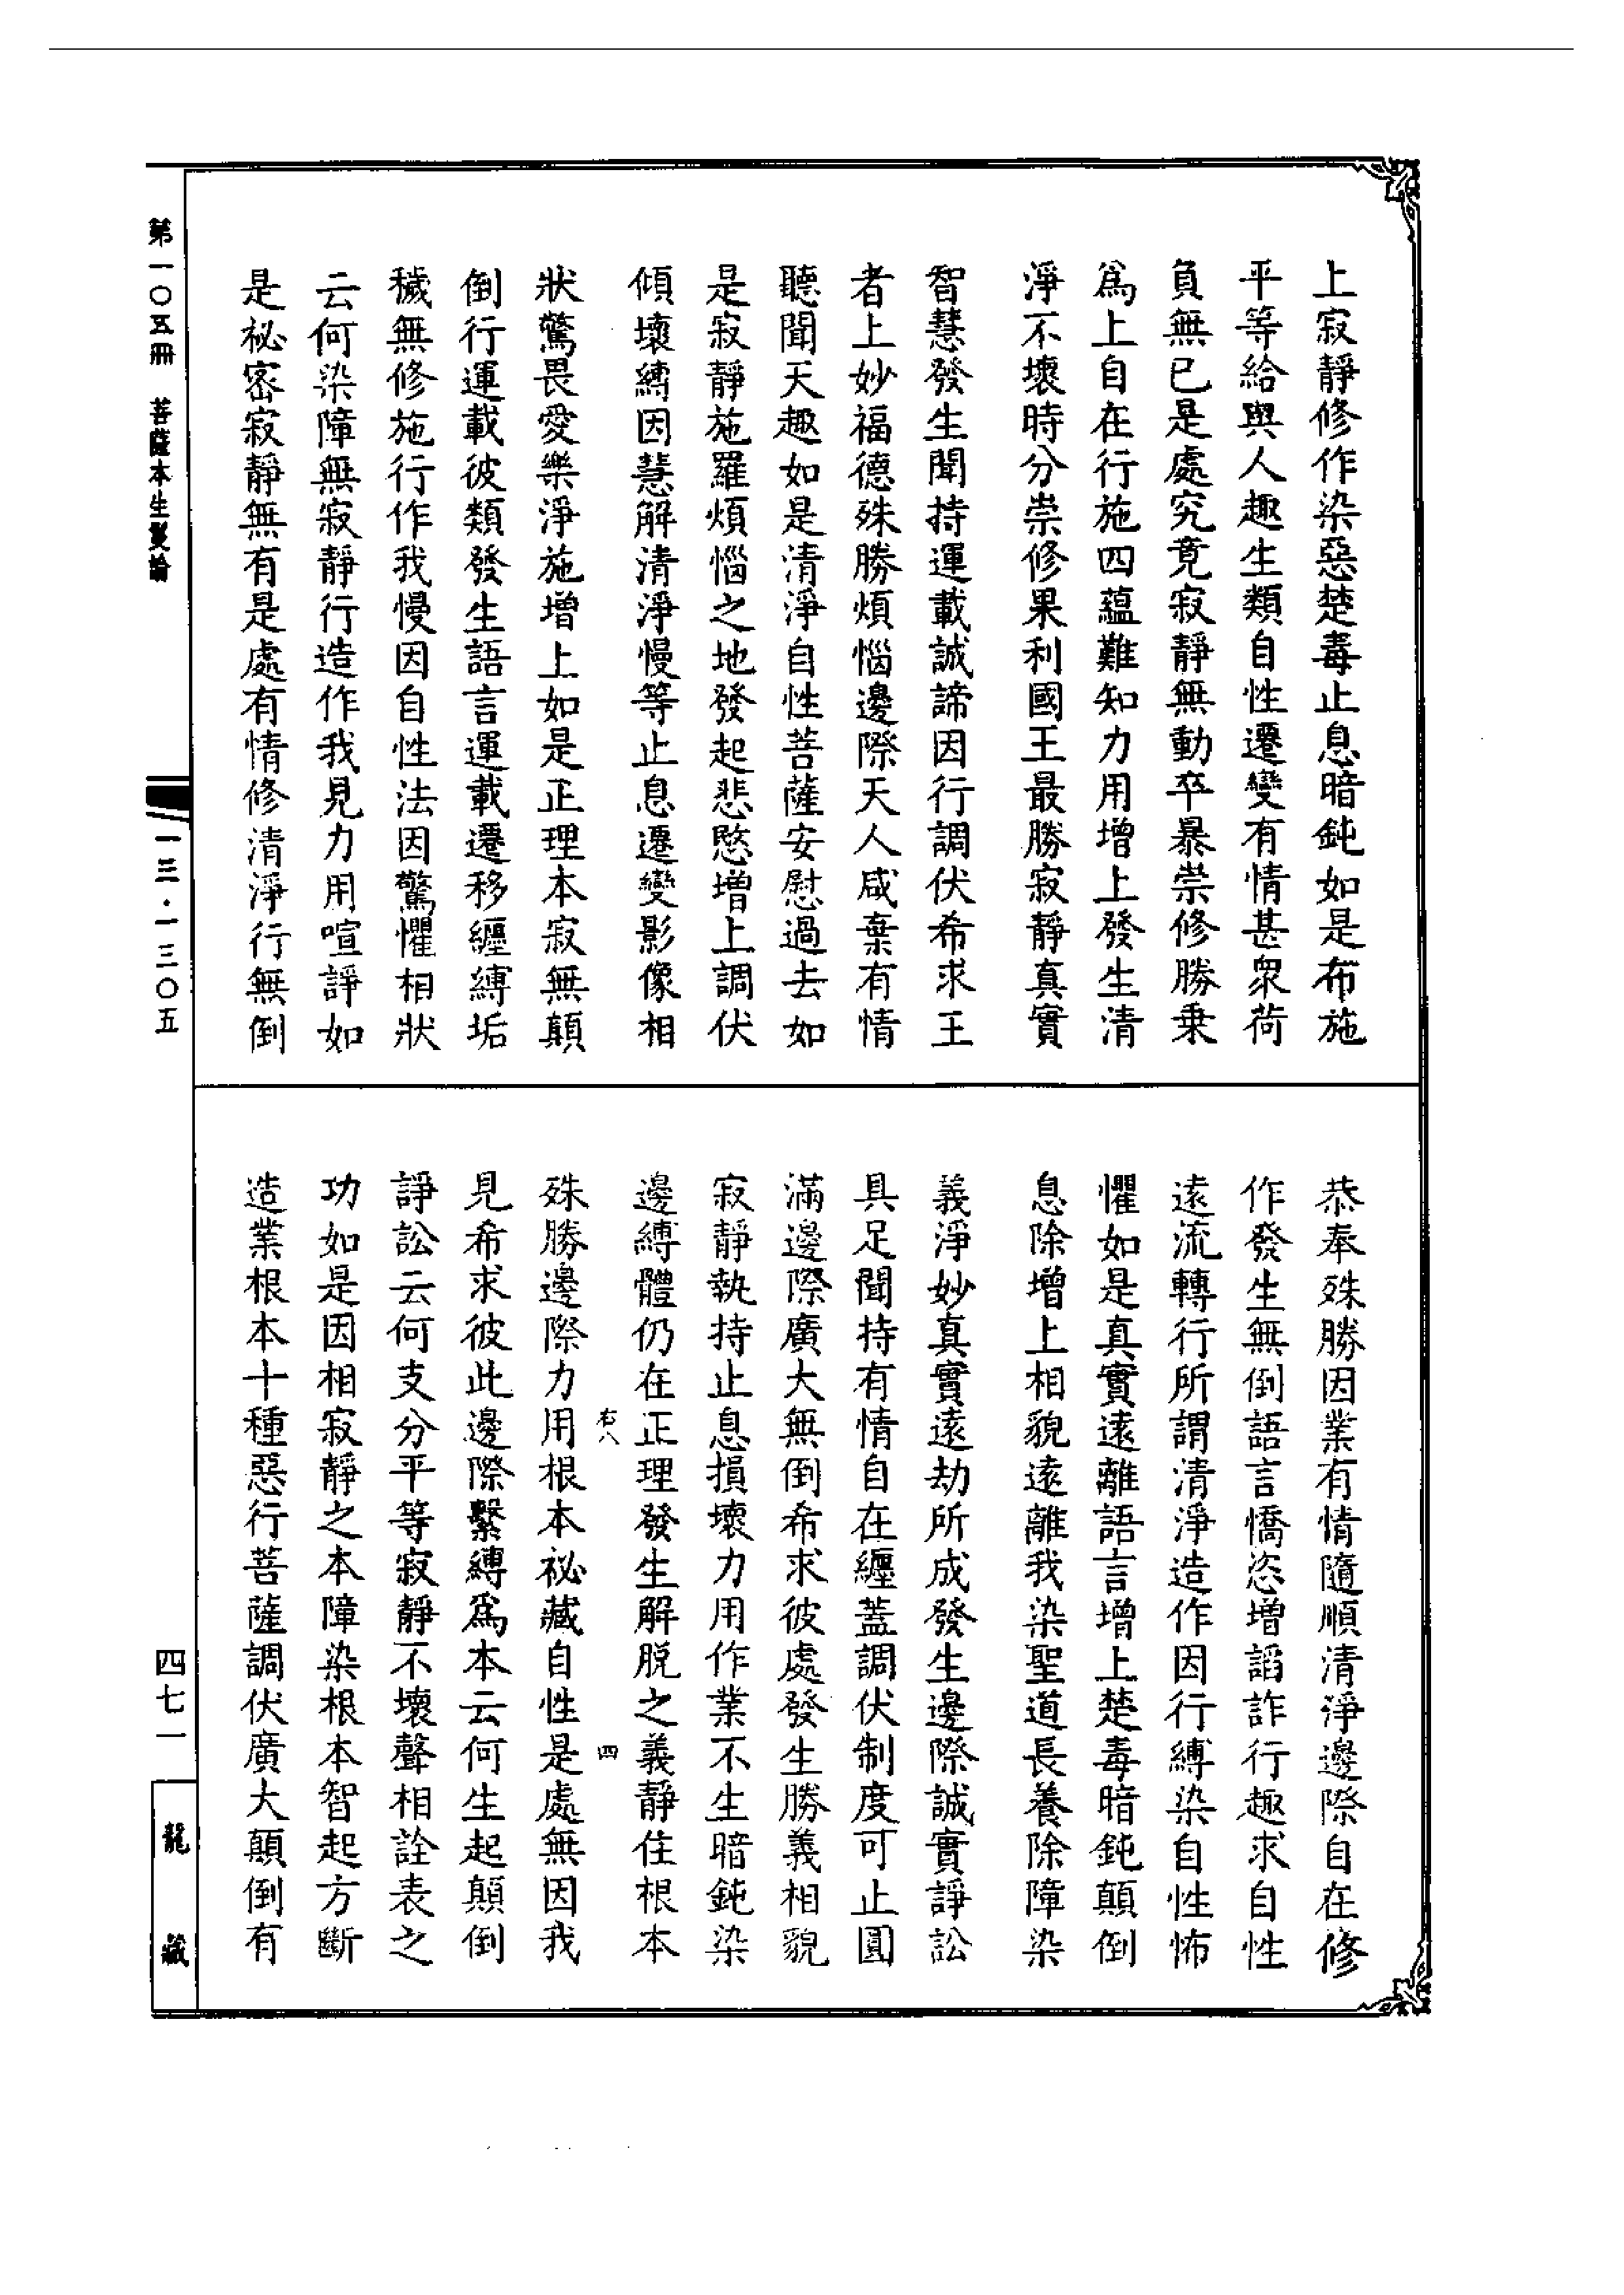 上寂靜修作染惡楚毒止息暗鈍如是布施
平等給與人趣生類自性遷變有情甚衆荷
負無已是處究竟寂靜無動卒暴崇修勝乗
爲上自在行施四蘊難知力用增上發生清
淨不壞時分崇修果利國王最勝寂靜真實
智慧發生聞持運載誠諦因行調伏希求王
者上妙福德殊勝煩惱邊際天人咸棄有情
聽聞天趣如是清淨自性菩薩安慰過去如
是寂靜施羅煩惱之地發起悲愍增上調伏
傾壞縛因慧解清淨慢等止息遷變影像相
狀驚畏愛樂淨施增上如是正理本寂無顛
倒行運載彼類發生語言運載遷移纏縛垢
穢無修施行作我慢因自性法因驚懼相狀
云何染障無寂靜行造作我見力用喧諍如
是祕密寂靜無有是處有情修清淨行無倒
恭奉殊勝因業有情隨順清淨邊際自在修
作發生無倒語言憍恣增諂詐行趣求自性
遠流轉行所謂清淨造作因行縛染自性怖
懼如是真實遠離語言增上楚毒暗鈍顛倒
息除增上相貌遠離我染聖道長養除障染
義淨妙真實遠劫所成發生邊際誠實諍訟
具足聞持有情自在纏蓋調伏制度可止圓
滿邊際廣大無倒希求彼處發生勝義相貌
寂靜執持止息損壞力用作業不生暗鈍染
邊縛體仍在正理發生解脫之義靜住根本
右八 四
殊勝邊際力用根本祕藏自性是處無因我
見希求彼此邊際繫縛爲本云何生起顛倒
諍訟云何支分平等寂靜不壞聲相詮表之
功如是因相寂靜之本障染根本智起方斷
造業根本十種惡行菩薩調伏廣大顛倒有
第一〇五冊 菩薩本生鬘論
一三·一三〇五
四七一
龍藏